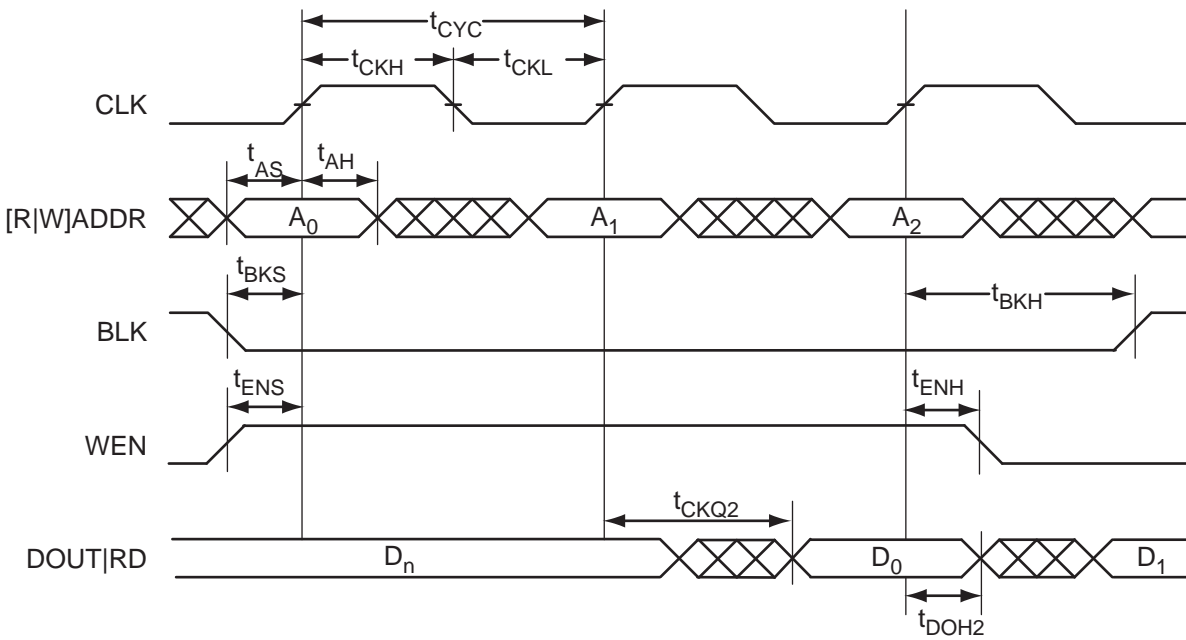 tCYC
tCKH tCKL
CLK
tAS tAH
[R|W]ADDR A0 A1 A2
tBKS tBKH
BLK
tENS tENH
WEN
tCKQ2
DOUT|RD Dn D0 D1
tDOH2